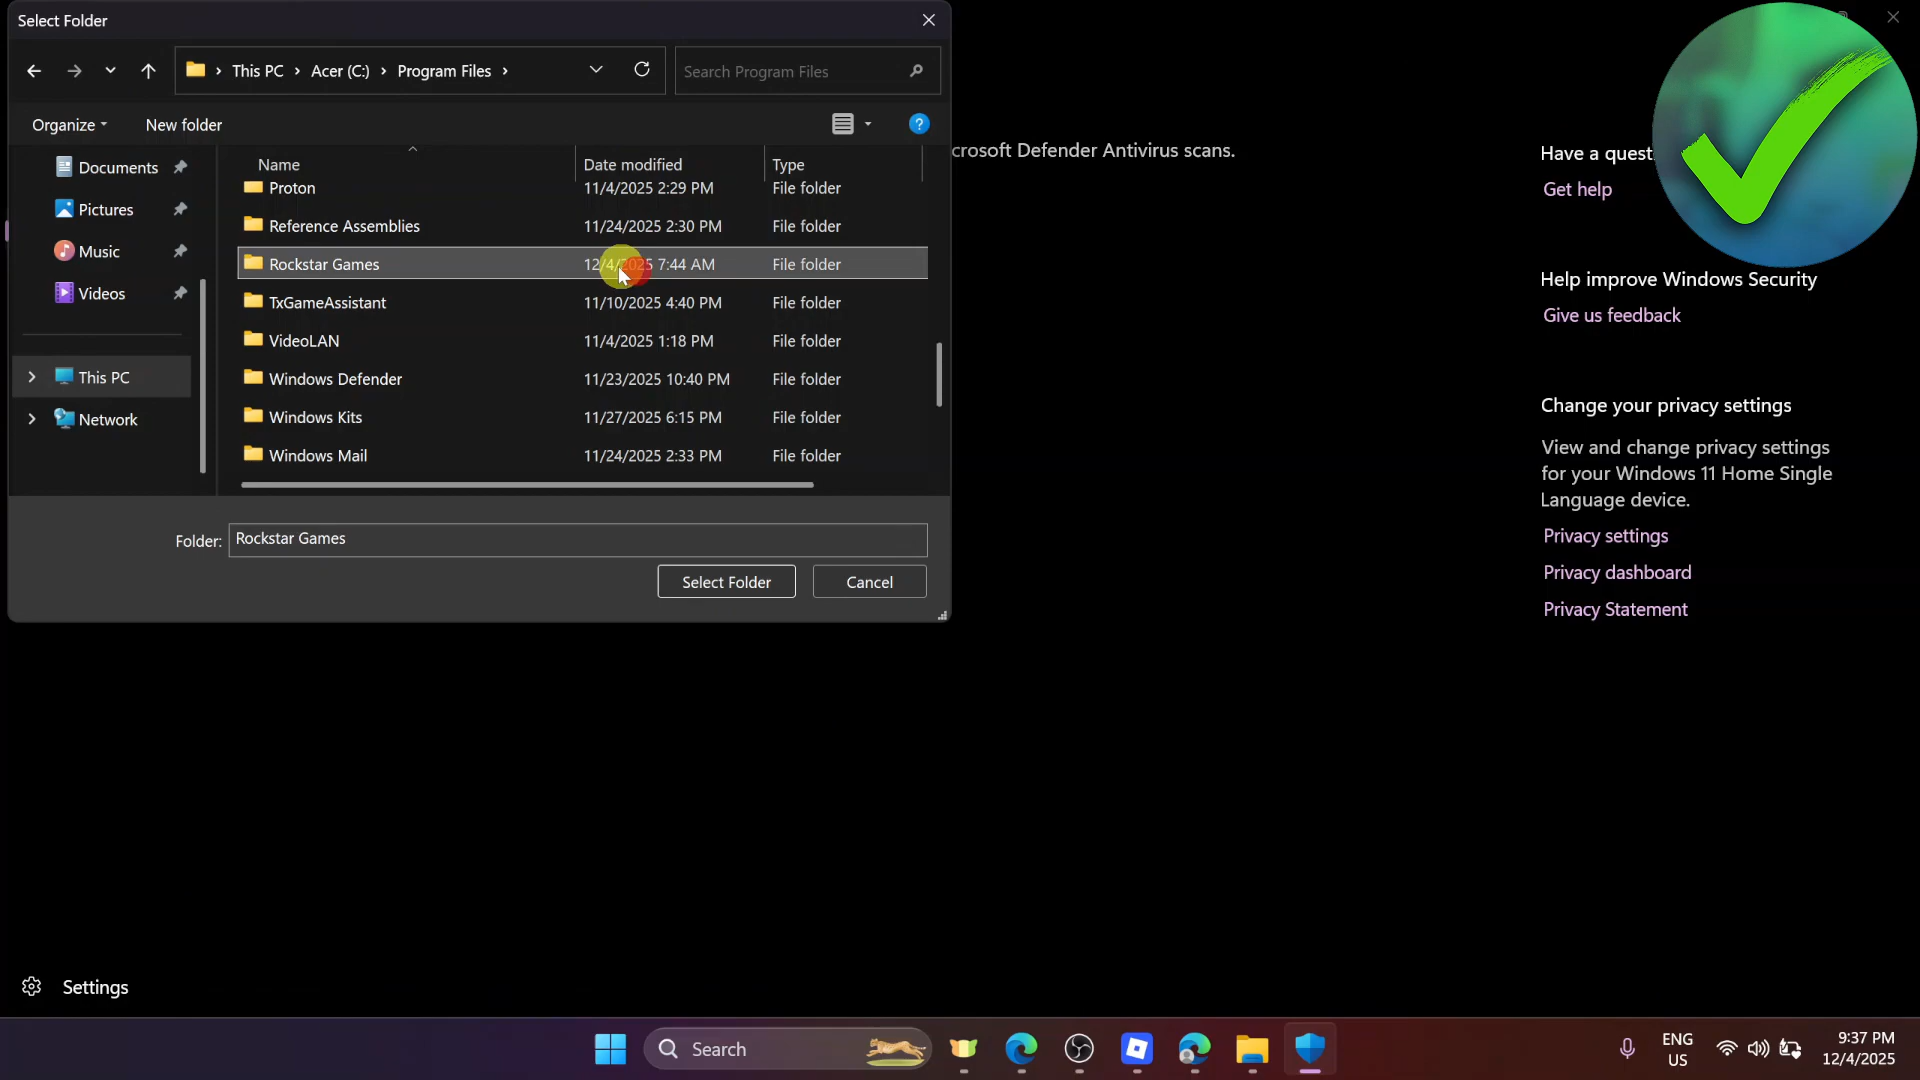 Select Folder
This PC > Acer (C:) > Program Files >
Search Program Files
Organize
New folder
?
Documents
Pictures
Music
Videos
This PC
Network
Name Date modified Type
Proton 11/4/2025 2:29 PM File folder
Reference Assemblies 11/24/2025 2:30 PM File folder
Rockstar Games 12/4/2025 7:44 AM File folder
TxGameAssistant 11/10/2025 4:40 PM File folder
VideoLAN 11/4/2025 1:18 PM File folder
Windows Defender 11/23/2025 10:40 PM File folder
Windows Kits 11/27/2025 6:15 PM File folder
Windows Mail 11/24/2025 2:33 PM File folder
Folder: Rockstar Games
Select Folder
Cancel
crosoft Defender Antivirus scans.
Have a quest
Get help
Help improve Windows Security
Give us feedback
Change your privacy settings
View and change privacy settings
for your Windows 11 Home Single
Language device.
Privacy settings
Privacy dashboard
Privacy Statement
Settings
Search
ENG
US
9:37 PM
12/4/2025